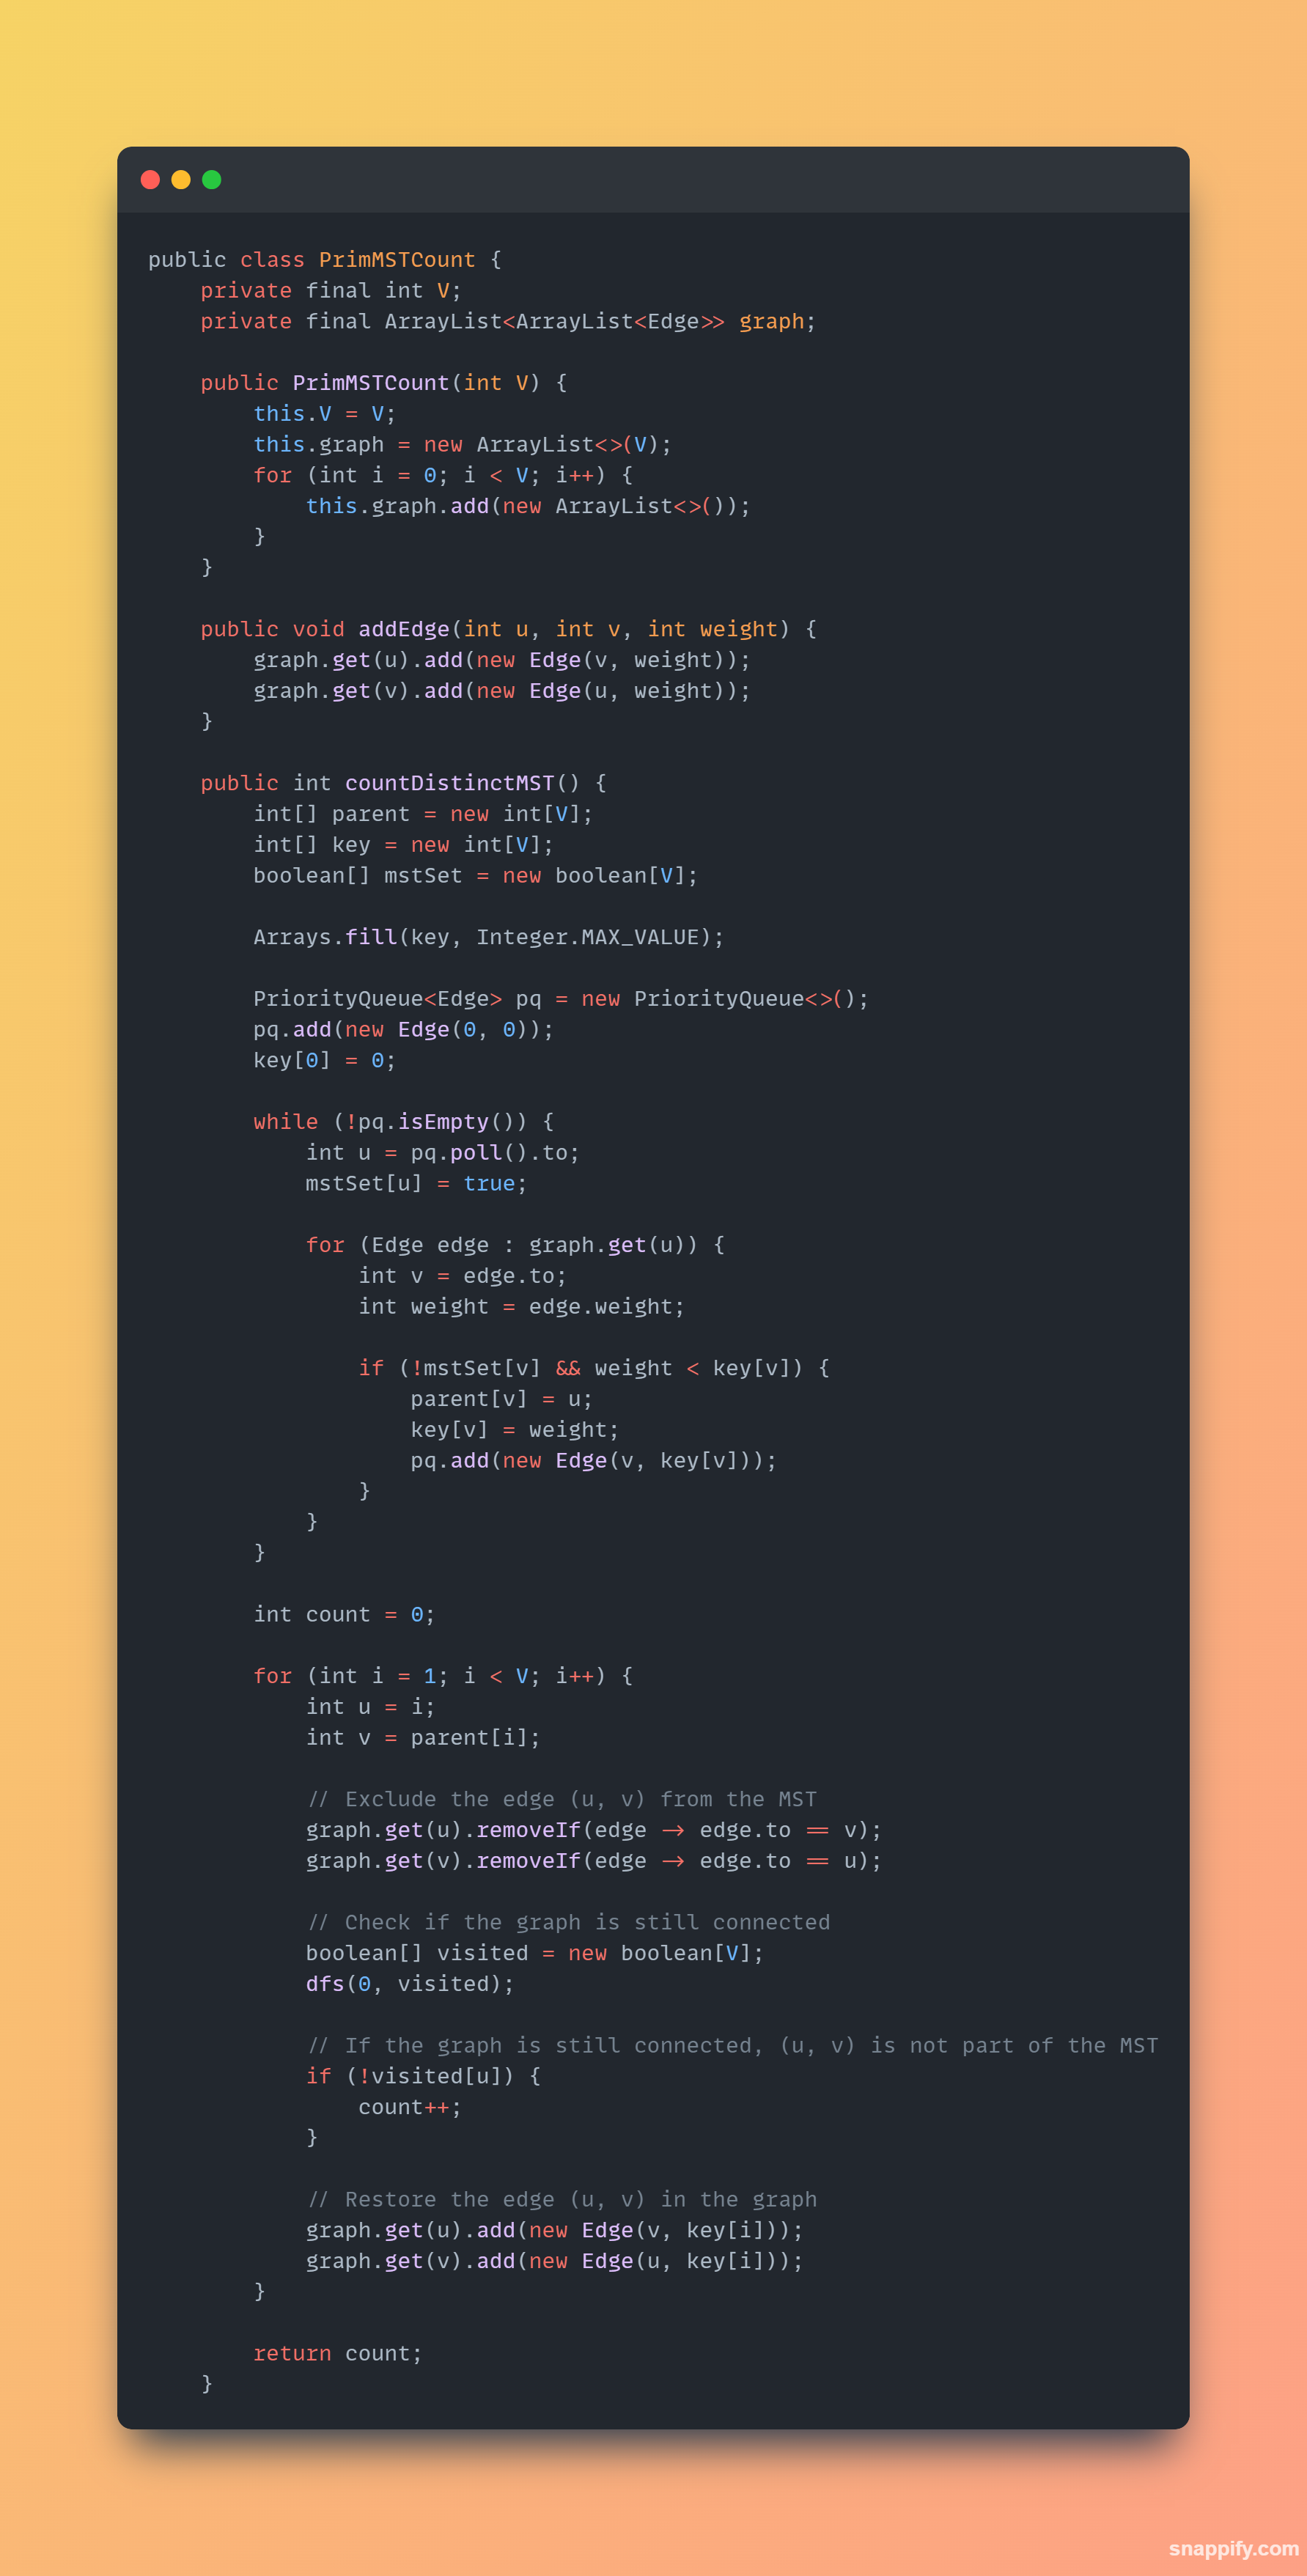 public class PrimMSTCount {
    private final int V;
    private final ArrayList<ArrayList<Edge>> graph;

    public PrimMSTCount(int V) {
        this.V = V;
        this.graph = new ArrayList<>(V);
        for (int i = 0; i < V; i++) {
            this.graph.add(new ArrayList<>());
        }
    }

    public void addEdge(int u, int v, int weight) {
        graph.get(u).add(new Edge(v, weight));
        graph.get(v).add(new Edge(u, weight));
    }

    public int countDistinctMST() {
        int[] parent = new int[V];
        int[] key = new int[V];
        boolean[] mstSet = new boolean[V];

        Arrays.fill(key, Integer.MAX_VALUE);

        PriorityQueue<Edge> pq = new PriorityQueue<>();
        pq.add(new Edge(0, 0));
        key[0] = 0;

        while (!pq.isEmpty()) {
            int u = pq.poll().to;
            mstSet[u] = true;

            for (Edge edge : graph.get(u)) {
                int v = edge.to;
                int weight = edge.weight;

                if (!mstSet[v] && weight < key[v]) {
                    parent[v] = u;
                    key[v] = weight;
                    pq.add(new Edge(v, key[v]));
                }
            }
        }

        int count = 0;

        for (int i = 1; i < V; i++) {
            int u = i;
            int v = parent[i];

            // Exclude the edge (u, v) from the MST
            graph.get(u).removeIf(edge -> edge.to == v);
            graph.get(v).removeIf(edge -> edge.to == u);

            // Check if the graph is still connected
            boolean[] visited = new boolean[V];
            dfs(0, visited);

            // If the graph is still connected, (u, v) is not part of the MST
            if (!visited[u]) {
                count++;
            }

            // Restore the edge (u, v) in the graph
            graph.get(u).add(new Edge(v, key[i]));
            graph.get(v).add(new Edge(u, key[i]));
        }

        return count;
    }
snappify.com